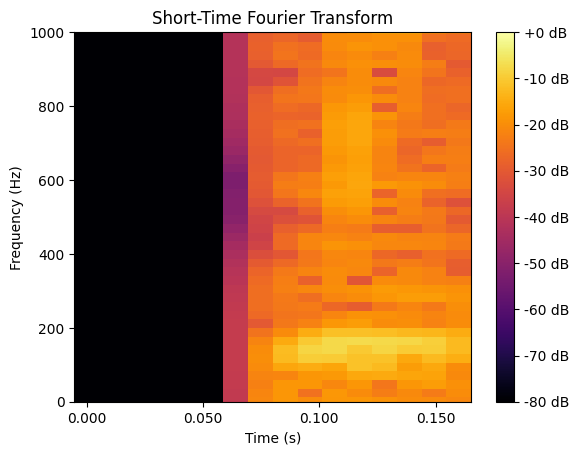 Short-Time Fourier Transform
1000
800
600
400
200
0
Frequency (Hz)
0.000
0.050
0.100
0.150
Time (s)
+0 dB
-10 dB
-20 dB
-30 dB
-40 dB
-50 dB
-60 dB
-70 dB
-80 dB